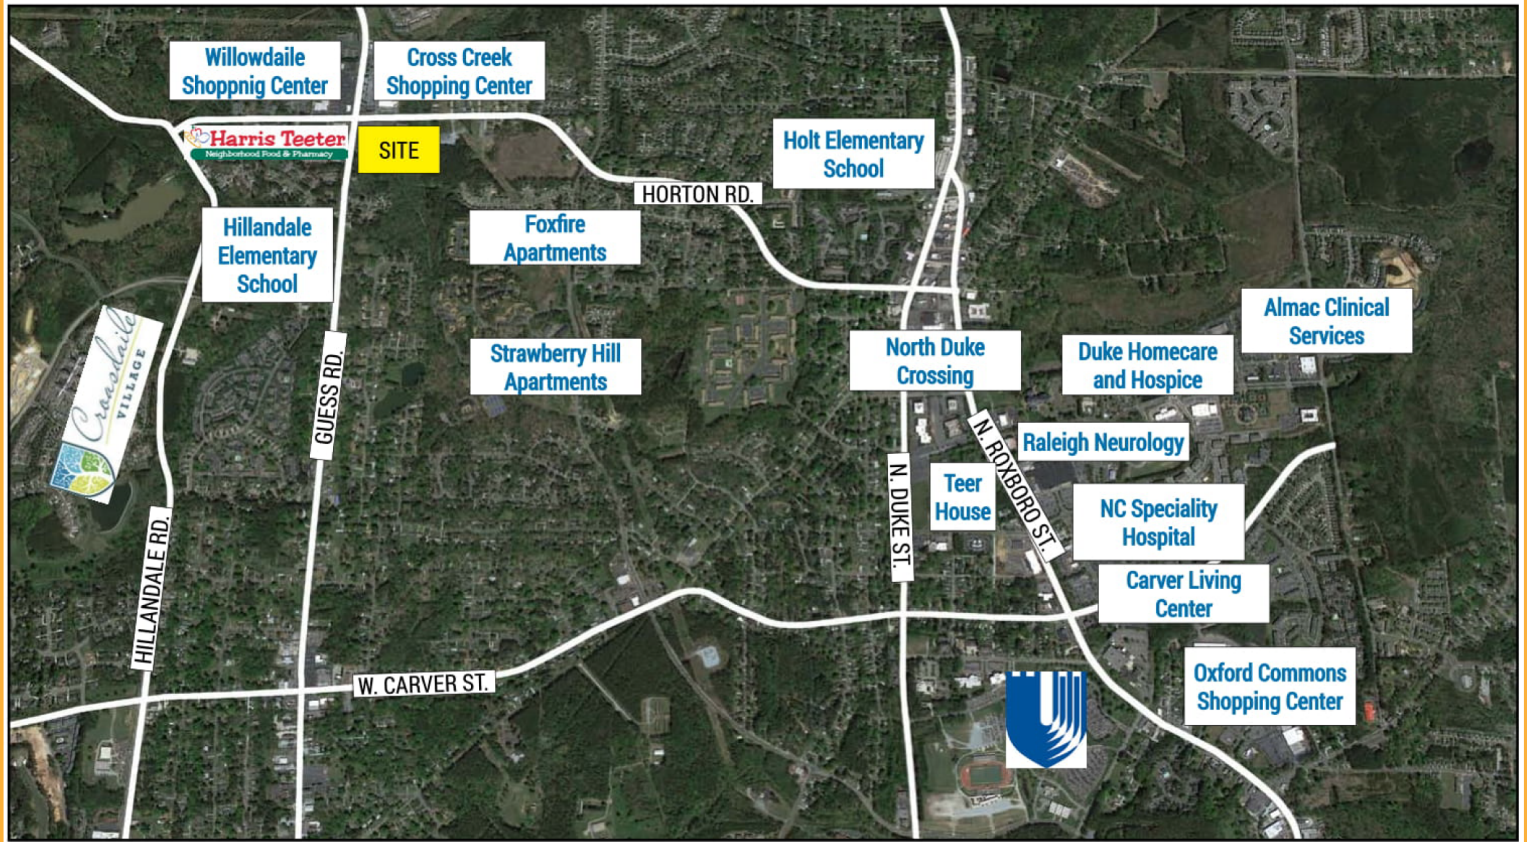 Willowdaile
Shoppnig Center
Cross Creek
Shopping Center
Harris Teeter
Neighborhood Food & Pharmacy
SITE
Holt Elementary
School
HORTON RD.
Hillandale
Elementary
School
Foxfire
Apartments
Almac Clinical
Services
Croasdaile
VILLAGE
GUESS RD.
Strawberry Hill
Apartments
North Duke
Crossing
Duke Homecare
and Hospice
N. ROXBORO ST.
Raleigh Neurology
N. DUKE ST.
Teer
House
NC Speciality
Hospital
HILLANDALE RD.
Carver Living
Center
W. CARVER ST.
Oxford Commons
Shopping Center